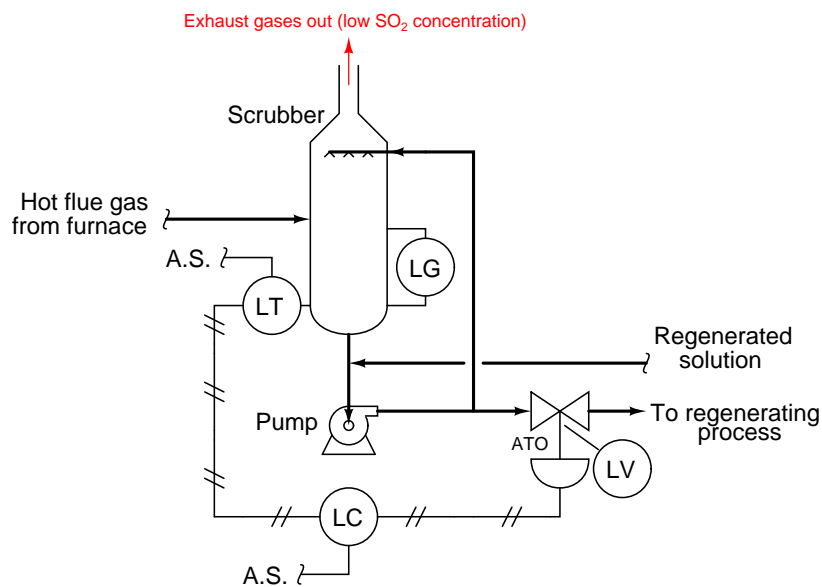 Exhaust gases out (low SO₂ concentration)
Scrubber
Hot flue gas
from furnace
A.S.
LG
LT
Regenerated
solution
Pump
To regenerating
process
ATO
LV
LC
A.S.